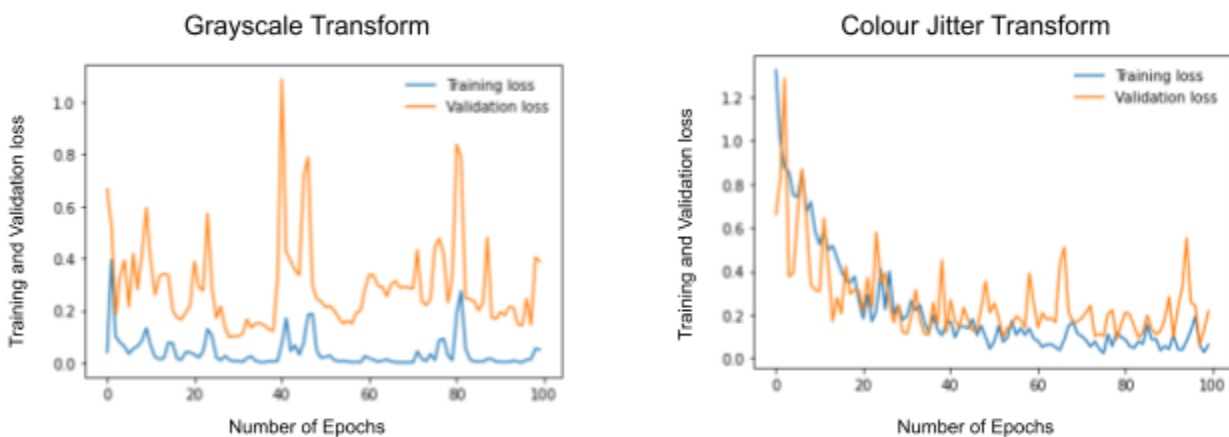 Grayscale Transform
Training and Validation loss
1.0
0.8
0.6
0.4
0.2
0.0
Training loss
Validation loss
0
20
40
60
80
100
Number of Epochs
Colour Jitter Transform
Training and Validation loss
1.2
1.0
0.8
0.6
0.4
0.2
0.0
Training loss
Validation loss
0
20
40
60
80
100
Number of Epochs